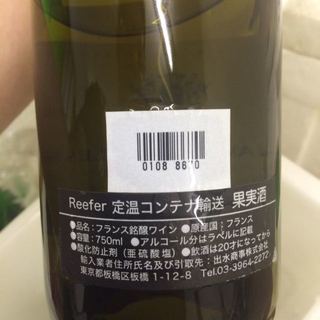 0108 8670
Reefer 定温コンテナ輸送 果実酒
●品名：フランス銘醸ワイン ●原産国：フランス
●容量：750ml ●アルコール分はラベルに記載
●酸化防止剤（亜硫酸塩）●飲酒は20才になってから
輸入業者住所氏名及び引取先：出水商事株式会社
東京都板橋区板橋 1-12-8 Tel.03-3964-2272